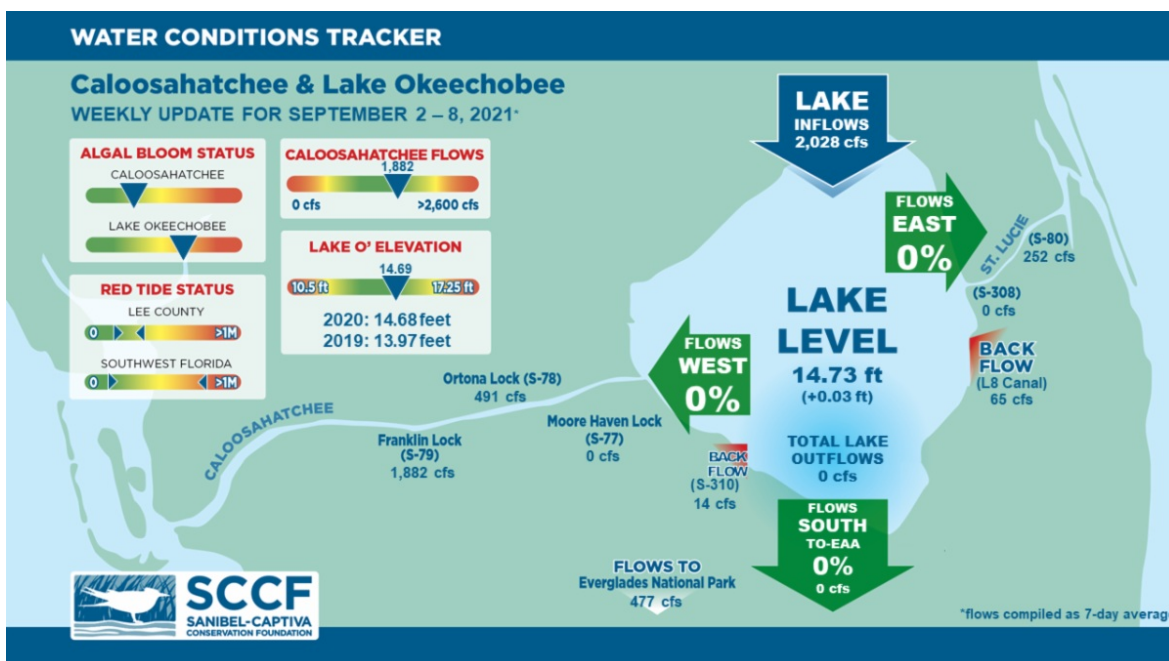 WATER CONDITIONS TRACKER
Caloosahatchee & Lake Okeechobee
WEEKLY UPDATE FOR SEPTEMBER 2 – 8, 2021*
ALGAL BLOOM STATUS
CALOOSAHATCHEE
LAKE OKEECHOBEE
RED TIDE STATUS
LEE COUNTY
0 >1M
SOUTHWEST FLORIDA
0 >1M
CALOOSAHATCHEE FLOWS
1,882
0 cfs >2,600 cfs
LAKE O' ELEVATION
14.69
10.5 ft 17.25 ft
2020: 14.68 feet
2019: 13.97 feet
LAKE
INFLOWS
2,028 cfs
FLOWS
EAST
0%
ST. LUCIE
(S-80)
252 cfs
(S-308)
0 cfs
BACK
FLOW
(L8 Canal)
65 cfs
LAKE
LEVEL
14.73 ft
(+0.03 ft)
TOTAL LAKE
OUTFLOWS
0 cfs
FLOWS
WEST
0%
CALOOSAHATCHEE
Ortona Lock (S-78)
491 cfs
Franklin Lock
(S-79)
1,882 cfs
Moore Haven Lock
(S-77)
0 cfs
BACK
FLOW
(S-310)
14 cfs
FLOWS
SOUTH
TO-EAA
0%
0 cfs
FLOWS TO
Everglades National Park
477 cfs
SCCF
SANIBEL-CAPTIVA
CONSERVATION FOUNDATION
*flows compiled as 7-day average